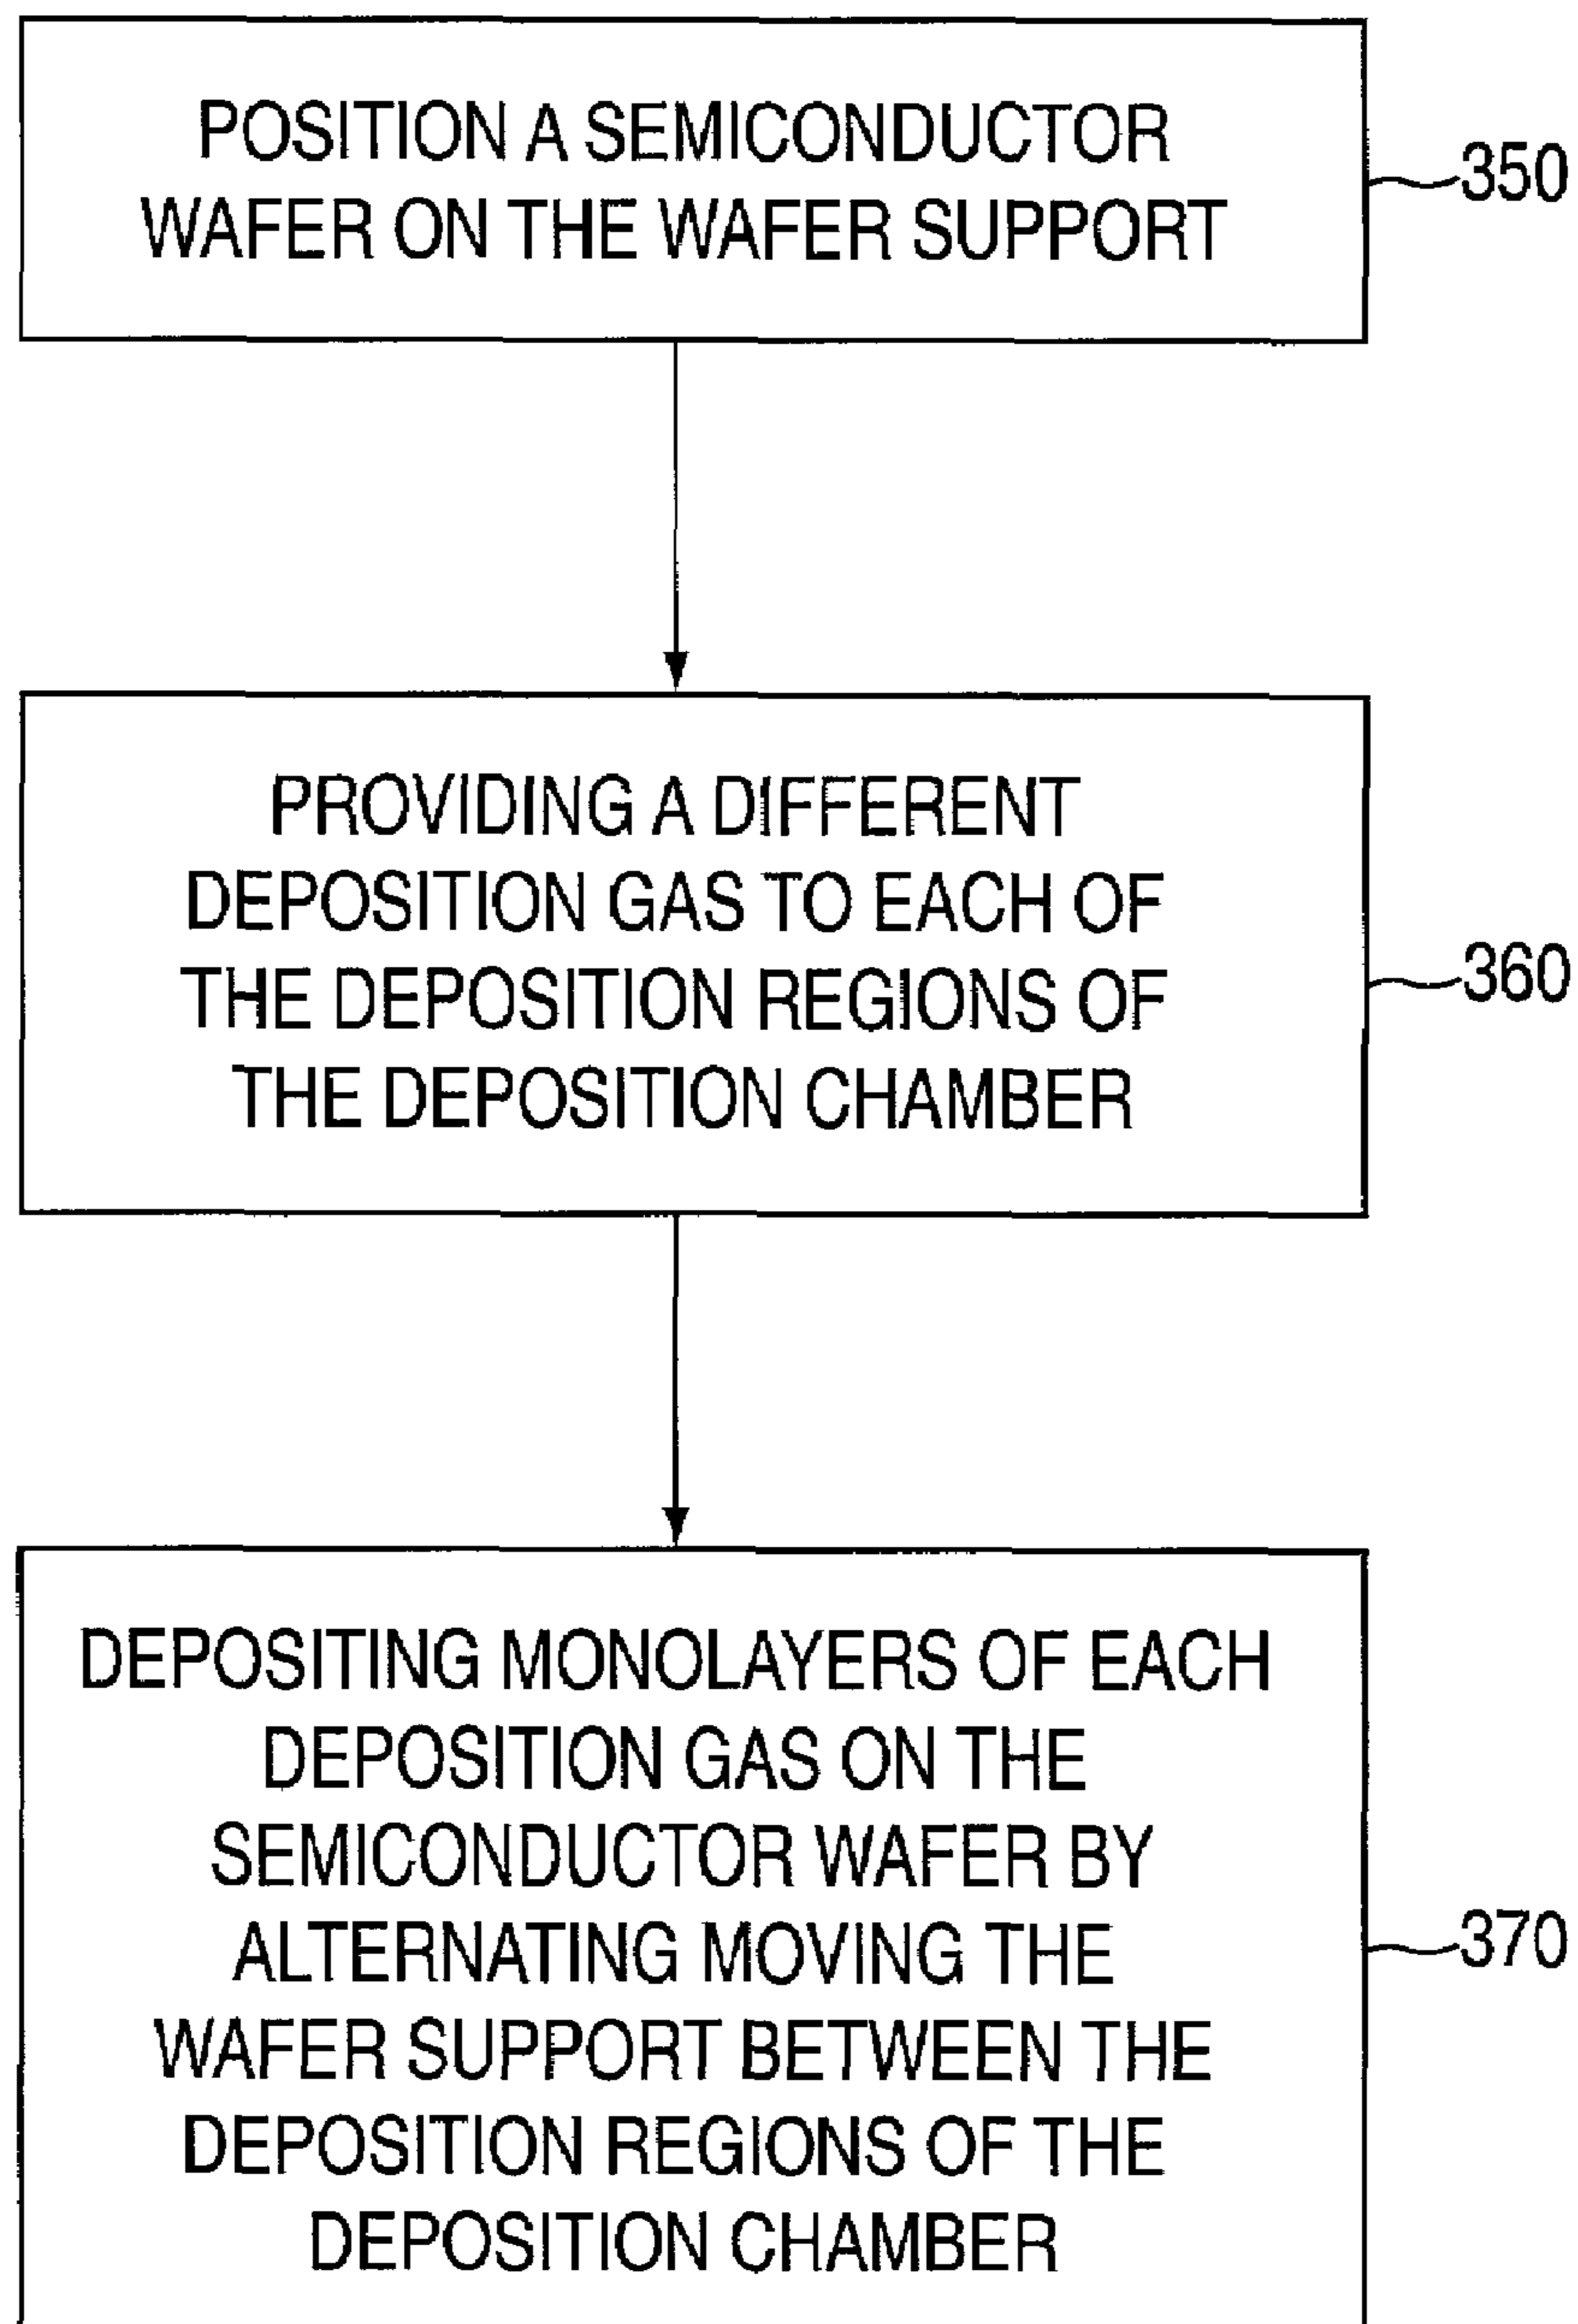 POSITION A SEMICONDUCTOR
WAFER ON THE WAFER SUPPORT
350
PROVIDING A DIFFERENT
DEPOSITION GAS TO EACH OF
THE DEPOSITION REGIONS OF
THE DEPOSITION CHAMBER
360
DEPOSITING MONOLAYERS OF EACH
DEPOSITION GAS ON THE
SEMICONDUCTOR WAFER BY
ALTERNATING MOVING THE
WAFER SUPPORT BETWEEN THE
DEPOSITION REGIONS OF THE
DEPOSITION CHAMBER
370